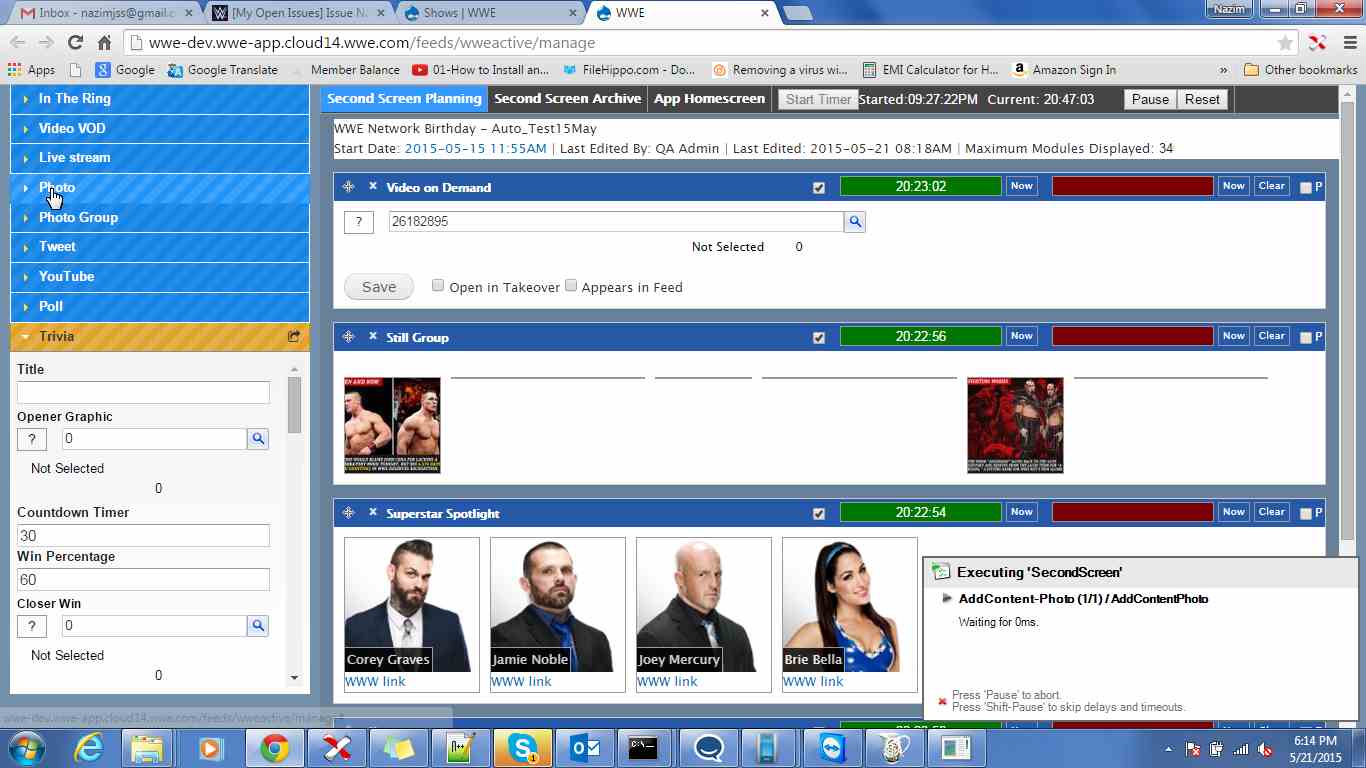 Inbox - nazimjss@gmail.c
[My Open Issues] Issue Na
Shows | WWE
WWE
Nazim
wwe-dev.wwe-app.cloud14.wwe.com/feeds/wweactive/manage
Apps
Google
Google Translate
Member Balance
01-How to Install an...
FileHippo.com - Do...
Removing a virus wi...
EMI Calculator for H...
Amazon Sign In
»
Other bookmarks
In The Ring
Video VOD
Live stream
Photo
Photo Group
Tweet
YouTube
Poll
Trivia
Title
Opener Graphic
? 0
Not Selected
0
Countdown Timer
30
Win Percentage
60
Closer Win
? 0
Not Selected
0
Second Screen Planning Second Screen Archive App Homescreen Start Timer Started:09:27:22PM Current: 20:47:03 Pause Reset
WWE Network Birthday - Auto_Test15May
Start Date: 2015-05-15 11:55AM | Last Edited By: QA Admin | Last Edited: 2015-05-21 08:18AM | Maximum Modules Displayed: 34
Video on Demand 20:23:02 Now Now Clear P
? 26182895
Not Selected 0
Save Open in Takeover Appears in Feed
Still Group 20:22:56 Now Now Clear P
Superstar Spotlight 20:22:54 Now Now Clear P
Corey Graves Jamie Noble Joey Mercury Brie Bella
WWW link WWW link WWW link WWW link
Executing 'SecondScreen'
AddContent-Photo (1/1) / AddContentPhoto
Waiting for 0ms.
Press 'Pause' to abort.
Press 'Shift-Pause' to skip delays and timeouts.
wwe-dev.wwe-app.cloud14.wwe.com/feeds/wweactive/manage#
6:14 PM
5/21/2015